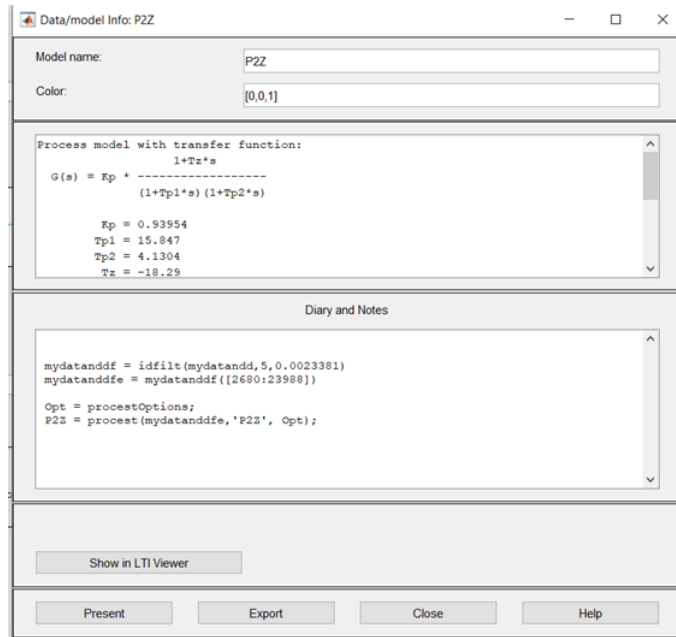 Data/model Info: P2Z
Model name:
P2Z
Color:
[0,0,1]
Process model with transfer function:
1+Tz*s
G(s) = Kp * ------------------
(1+Tp1*s)(1+Tp2*s)
Kp = 0.93954
Tp1 = 15.847
Tp2 = 4.1304
Tz = -18.29
Diary and Notes
mydatanddf = idfilt(mydatandd,5,0.0023381)
mydatanddfe = mydatanddf([2680:23988])
Opt = procestOptions;
P2Z = procest(mydatanddfe,'P2Z', Opt);
Show in LTI Viewer
Present
Export
Close
Help